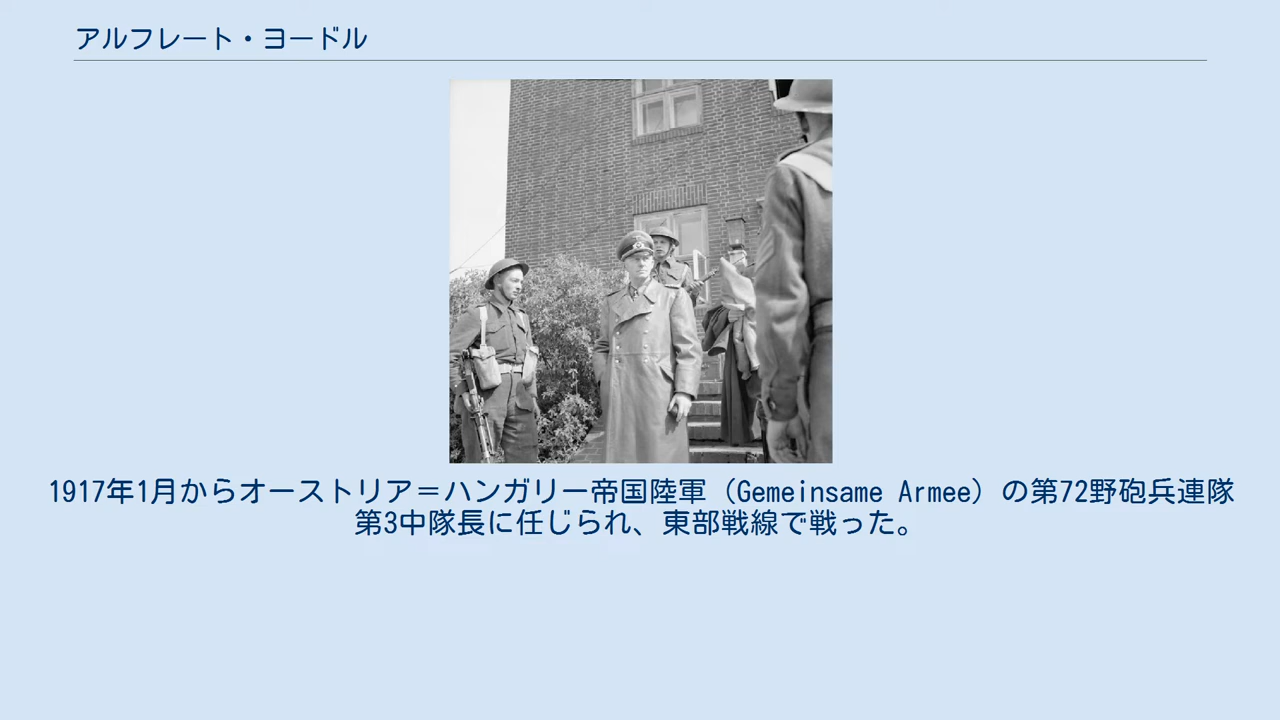 アルフレート・ヨードル
1917年1月からオーストリア＝ハンガリー帝国陸軍（Gemeinsame Armee）の第72野砲兵連隊
第3中隊長に任じられ、東部戦線で戦った。